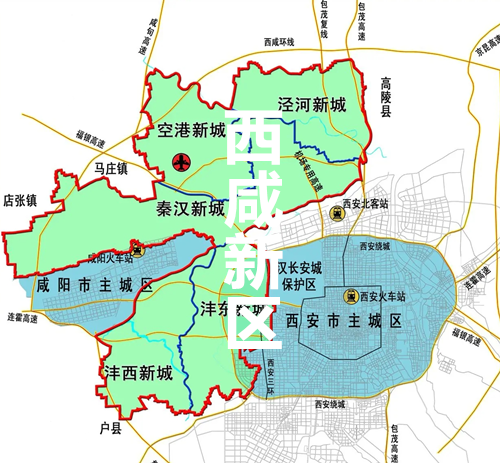 咸旬高速
包茂复线
包茂高速
西咸环线
京昆高速
泾河新城
高陵县
空港新城
福银高速
马庄镇
机场专用高速
店张镇
秦汉新城
西安北客站
西咸新区
西安绕城
咸阳火车站
汉长安城
保护区
咸阳市主城区
连霍高速
西安火车站
沣东新城
西安市主城区
连霍高速
福银高速
沣西新城
西安三环
西安绕城
户县
包茂高速